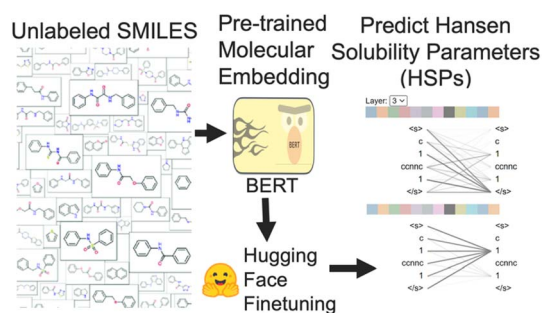 Unlabeled SMILES
Pre-trained
Molecular
Embedding
BERT
BERT
Hugging
Face
Finetuning
Predict Hansen
Solubility Parameters
(HSPs)
Layer: 3
<s> <s>
c c
1 1
ccnnc ccnnc
1 1
</s> </s>
<s> <s>
c c
1 1
ccnnc ccnnc
1 1
</s> </s>